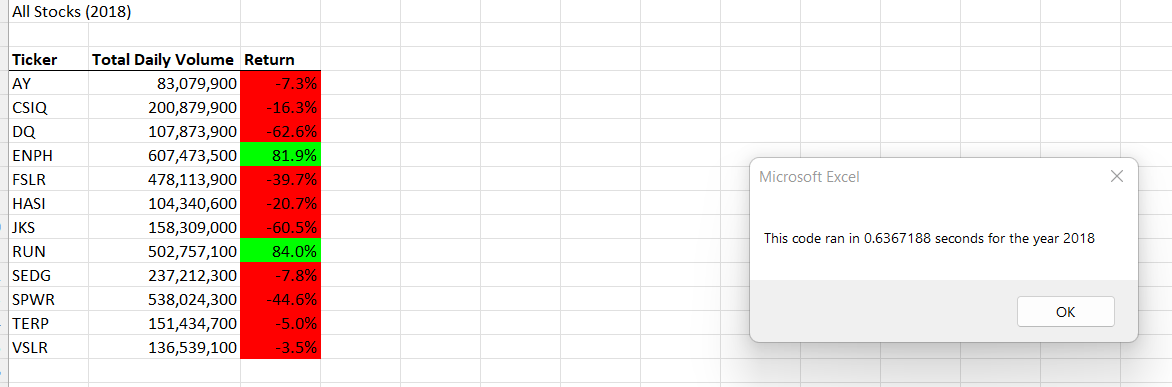 All Stocks (2018)
Ticker Total Daily Volume Return
AY 83,079,900 -7.3%
CSIQ 200,879,900 -16.3%
DQ 107,873,900 -62.6%
ENPH 607,473,500 81.9%
FSLR 478,113,900 -39.7%
HASI 104,340,600 -20.7%
JKS 158,309,000 -60.5%
RUN 502,757,100 84.0%
SEDG 237,212,300 -7.8%
SPWR 538,024,300 -44.6%
TERP 151,434,700 -5.0%
VSLR 136,539,100 -3.5%
Microsoft Excel
This code ran in 0.6367188 seconds for the year 2018
OK